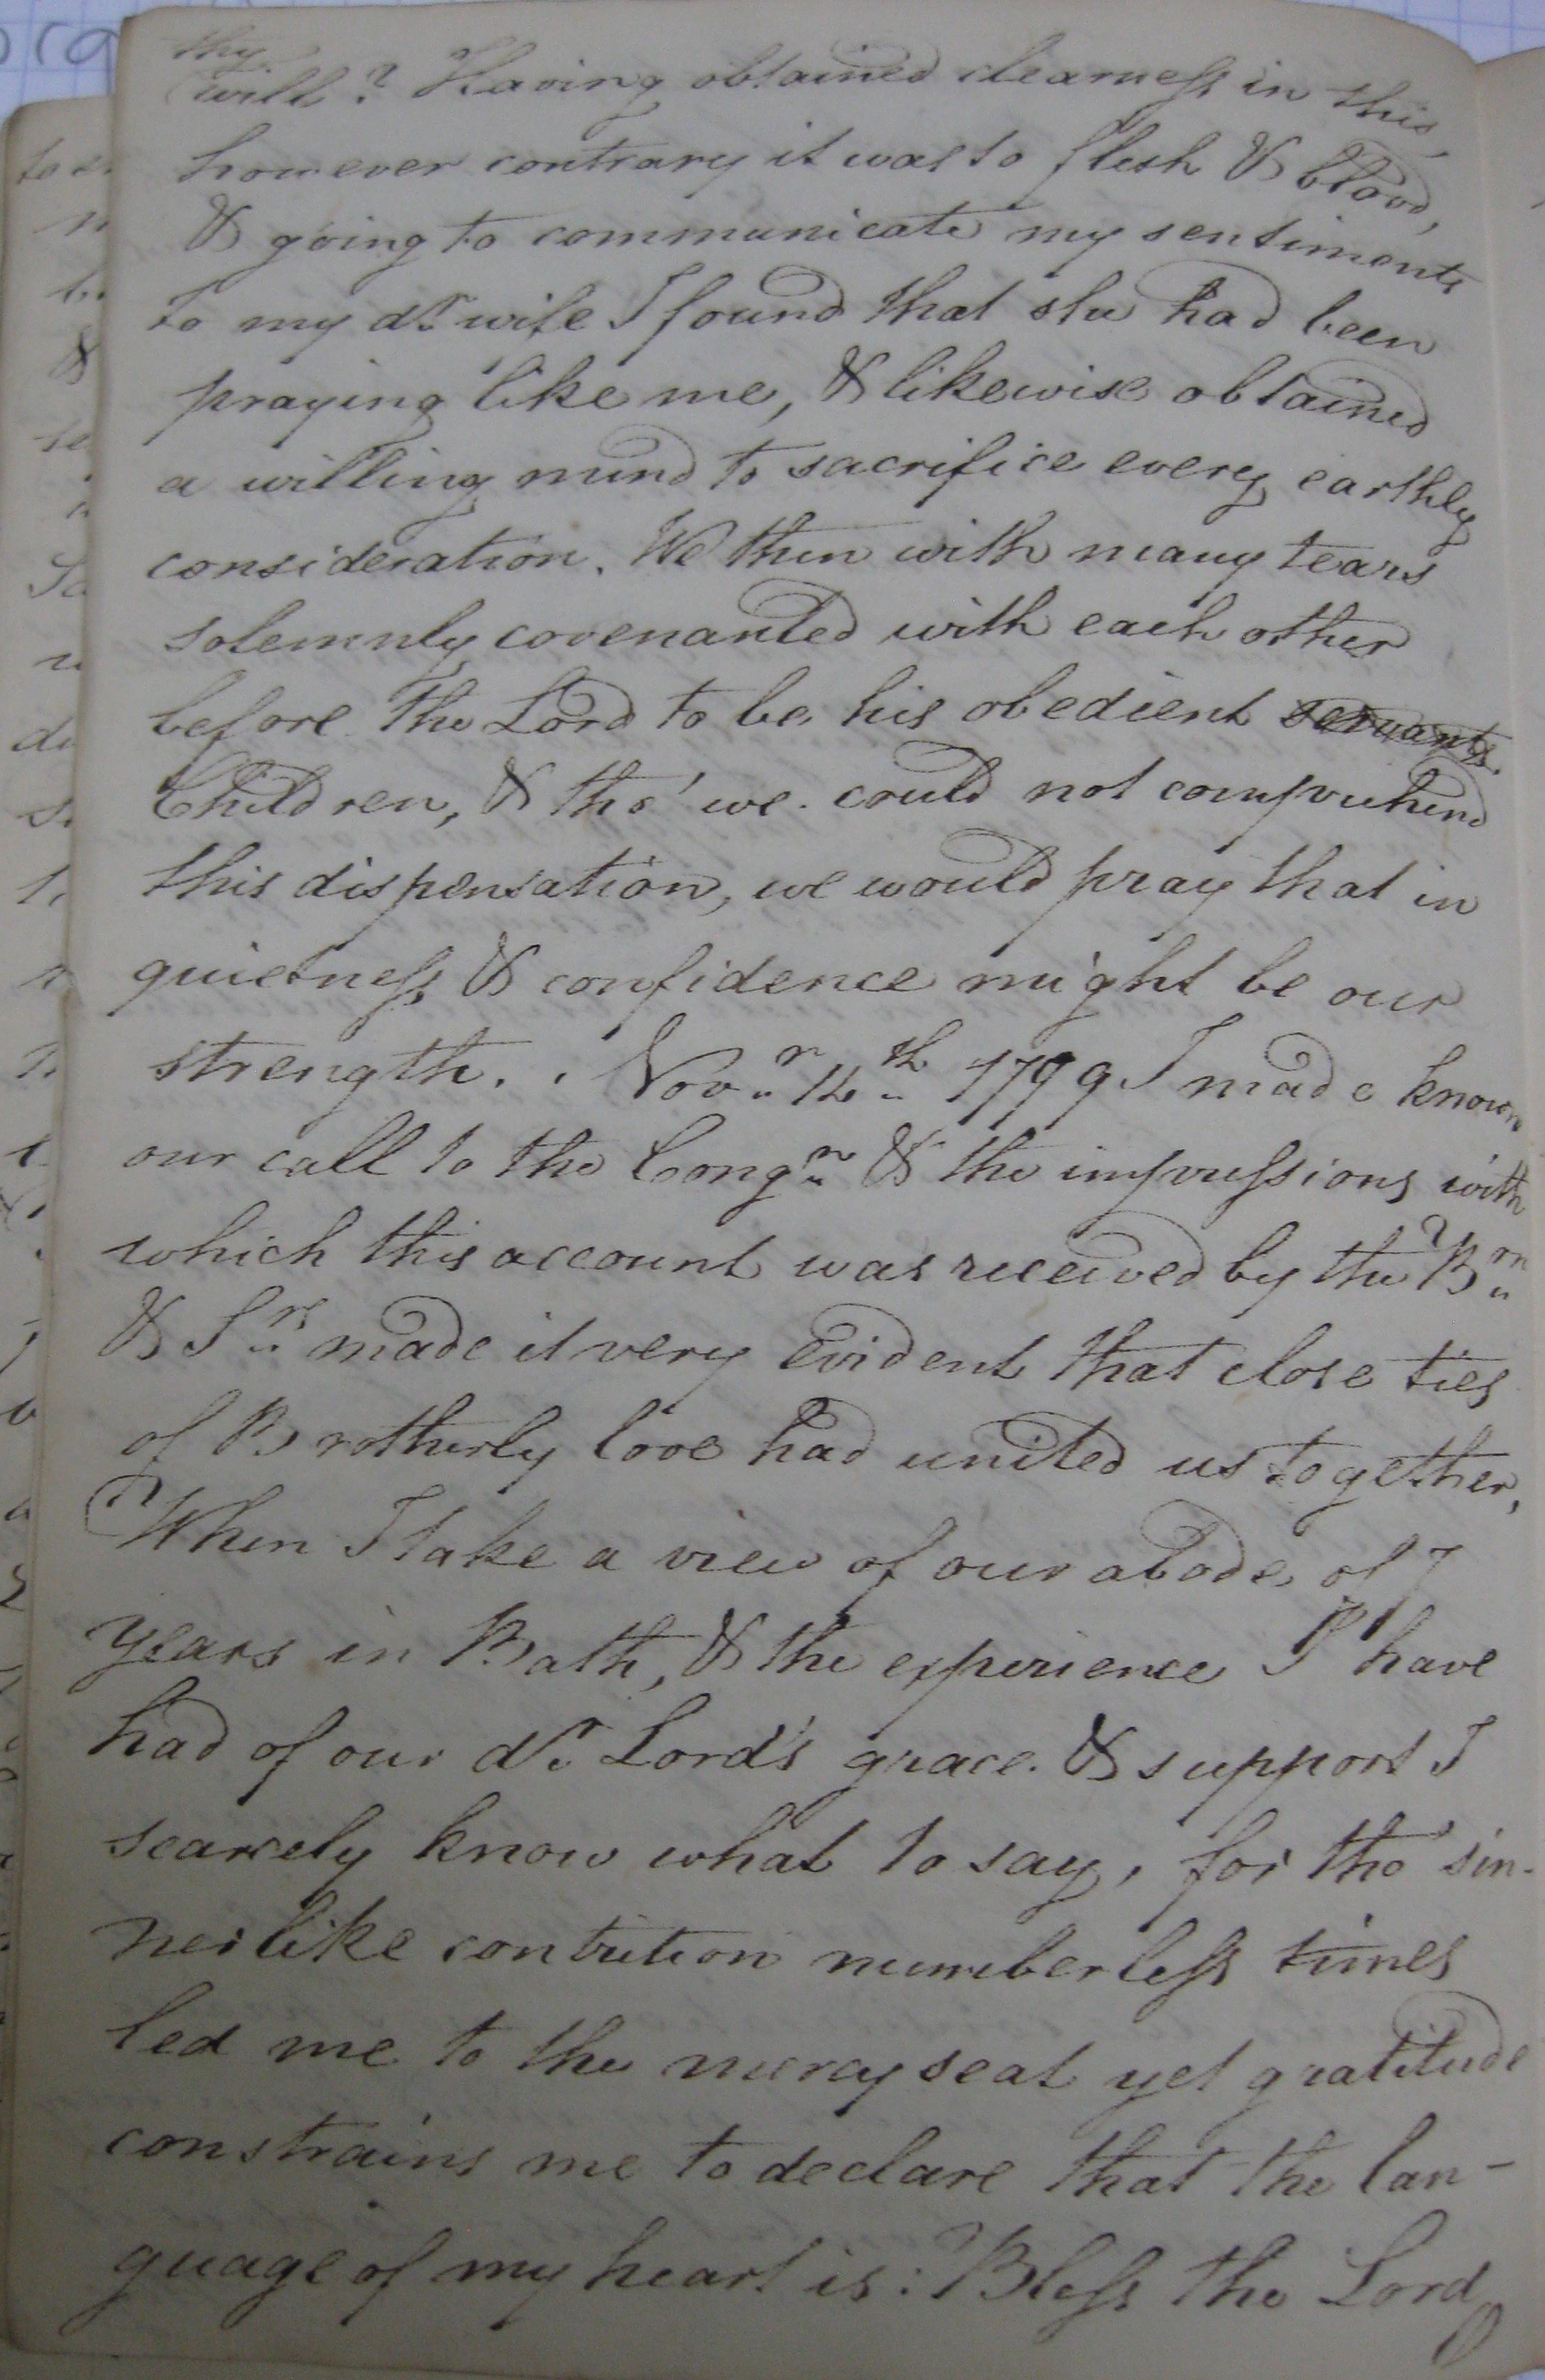 thy
will? Having obtained clearness in this,
however contrary it was to flesh & blood,
& going to communicate my sentiments
to my dr. wife I found that she had been
praying like me, & likewise obtained
a willing mind to sacrifice every earthly
consideration. We then with many tears
solemnly covenanted with each other
before the Lord to be his obedient servants.
Children, & tho' we could not comprehend
this dispensation, we would pray that in
quietness & confidence might be our
strength. Novr. 14th 1799 I made known
our call to the Congn. & the impressions with
which this account was received by the Brn.
& Srs. made it very evident that close ties
of Brotherly love had united us together,
When I take a view of our abode of 7
years in Bath, & the experience I have
had of our dr. Lord's grace & support I
scarcely know what to say, for tho' sin-
nerlike contrition numberless times
led me to the mercy seat yet gratitude
constrains me to declare that the lan-
guage of my heart is: Bless the Lord